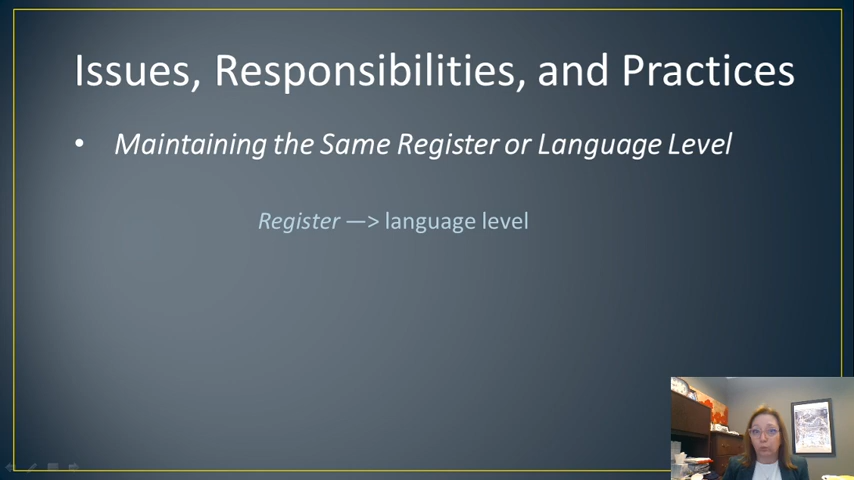 Issues, Responsibilities, and Practices
• Maintaining the Same Register or Language Level
Register —> language level